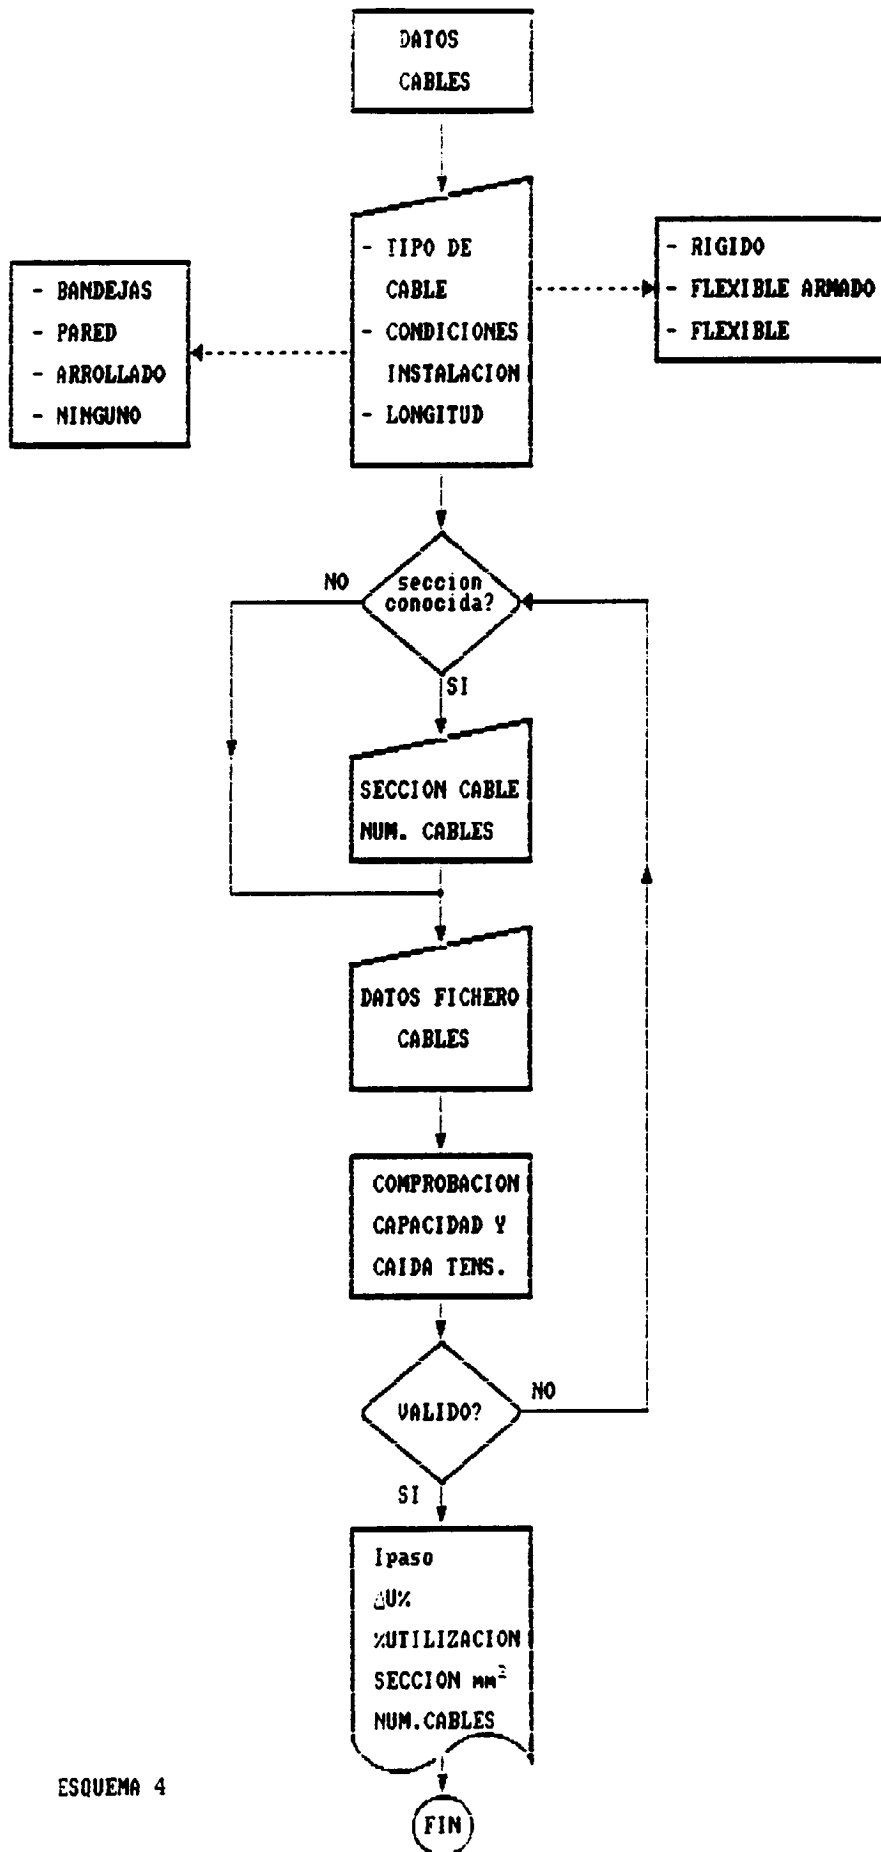 DATOS
CABLES
- TIPO DE
CABLE
- CONDICIONES
INSTALACION
- LONGITUD
- RIGIDO
- FLEXIBLE ARMADO
- FLEXIBLE
- BANDEJAS
- PARED
- ARROLLADO
- NINGUNO
seccion
conocida?
NO
SI
SECCION CABLE
NUM. CABLES
DATOS FICHERO
CABLES
COMPROBACION
CAPACIDAD Y
CAIDA TENS.
VALIDO?
NO
SI
Ipaso
ΔU%
%UTILIZACION
SECCION mm²
NUM.CABLES
ESQUEMA 4
FIN